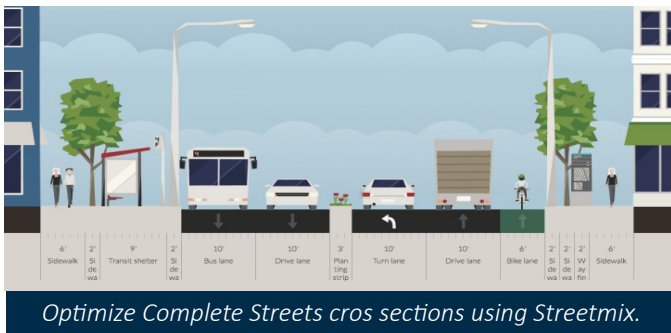 6' 2' 9' 2' 10' 10' 3' 10' 10' 6' 2' 2' 2' 6'
Sidewalk Si de wa Transit shelter Si de wa Bus lane Drive lane Plan ting strip Turn lane Drive lane Bike lane Si de wa Si de wa W ay fin Sidewalk
Optimize Complete Streets cros sections using Streetmix.